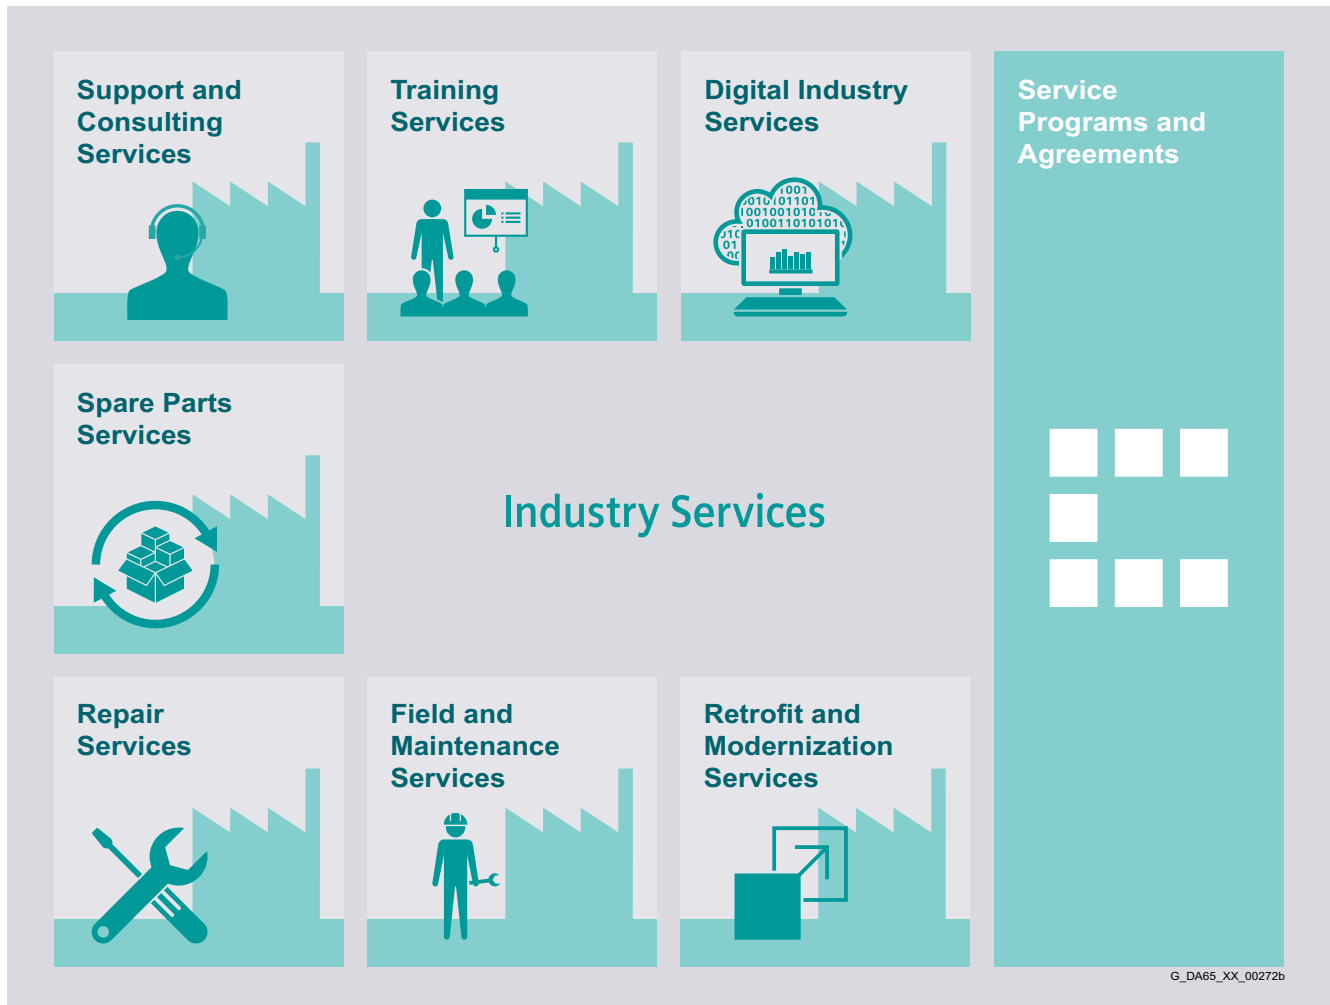 Support and
Consulting
Services
Training
Services
Digital Industry
Services
Service
Programs and
Agreements
Spare Parts
Services
Industry Services
Repair
Services
Field and
Maintenance
Services
Retrofit and
Modernization
Services
G_DA65_XX_00272b